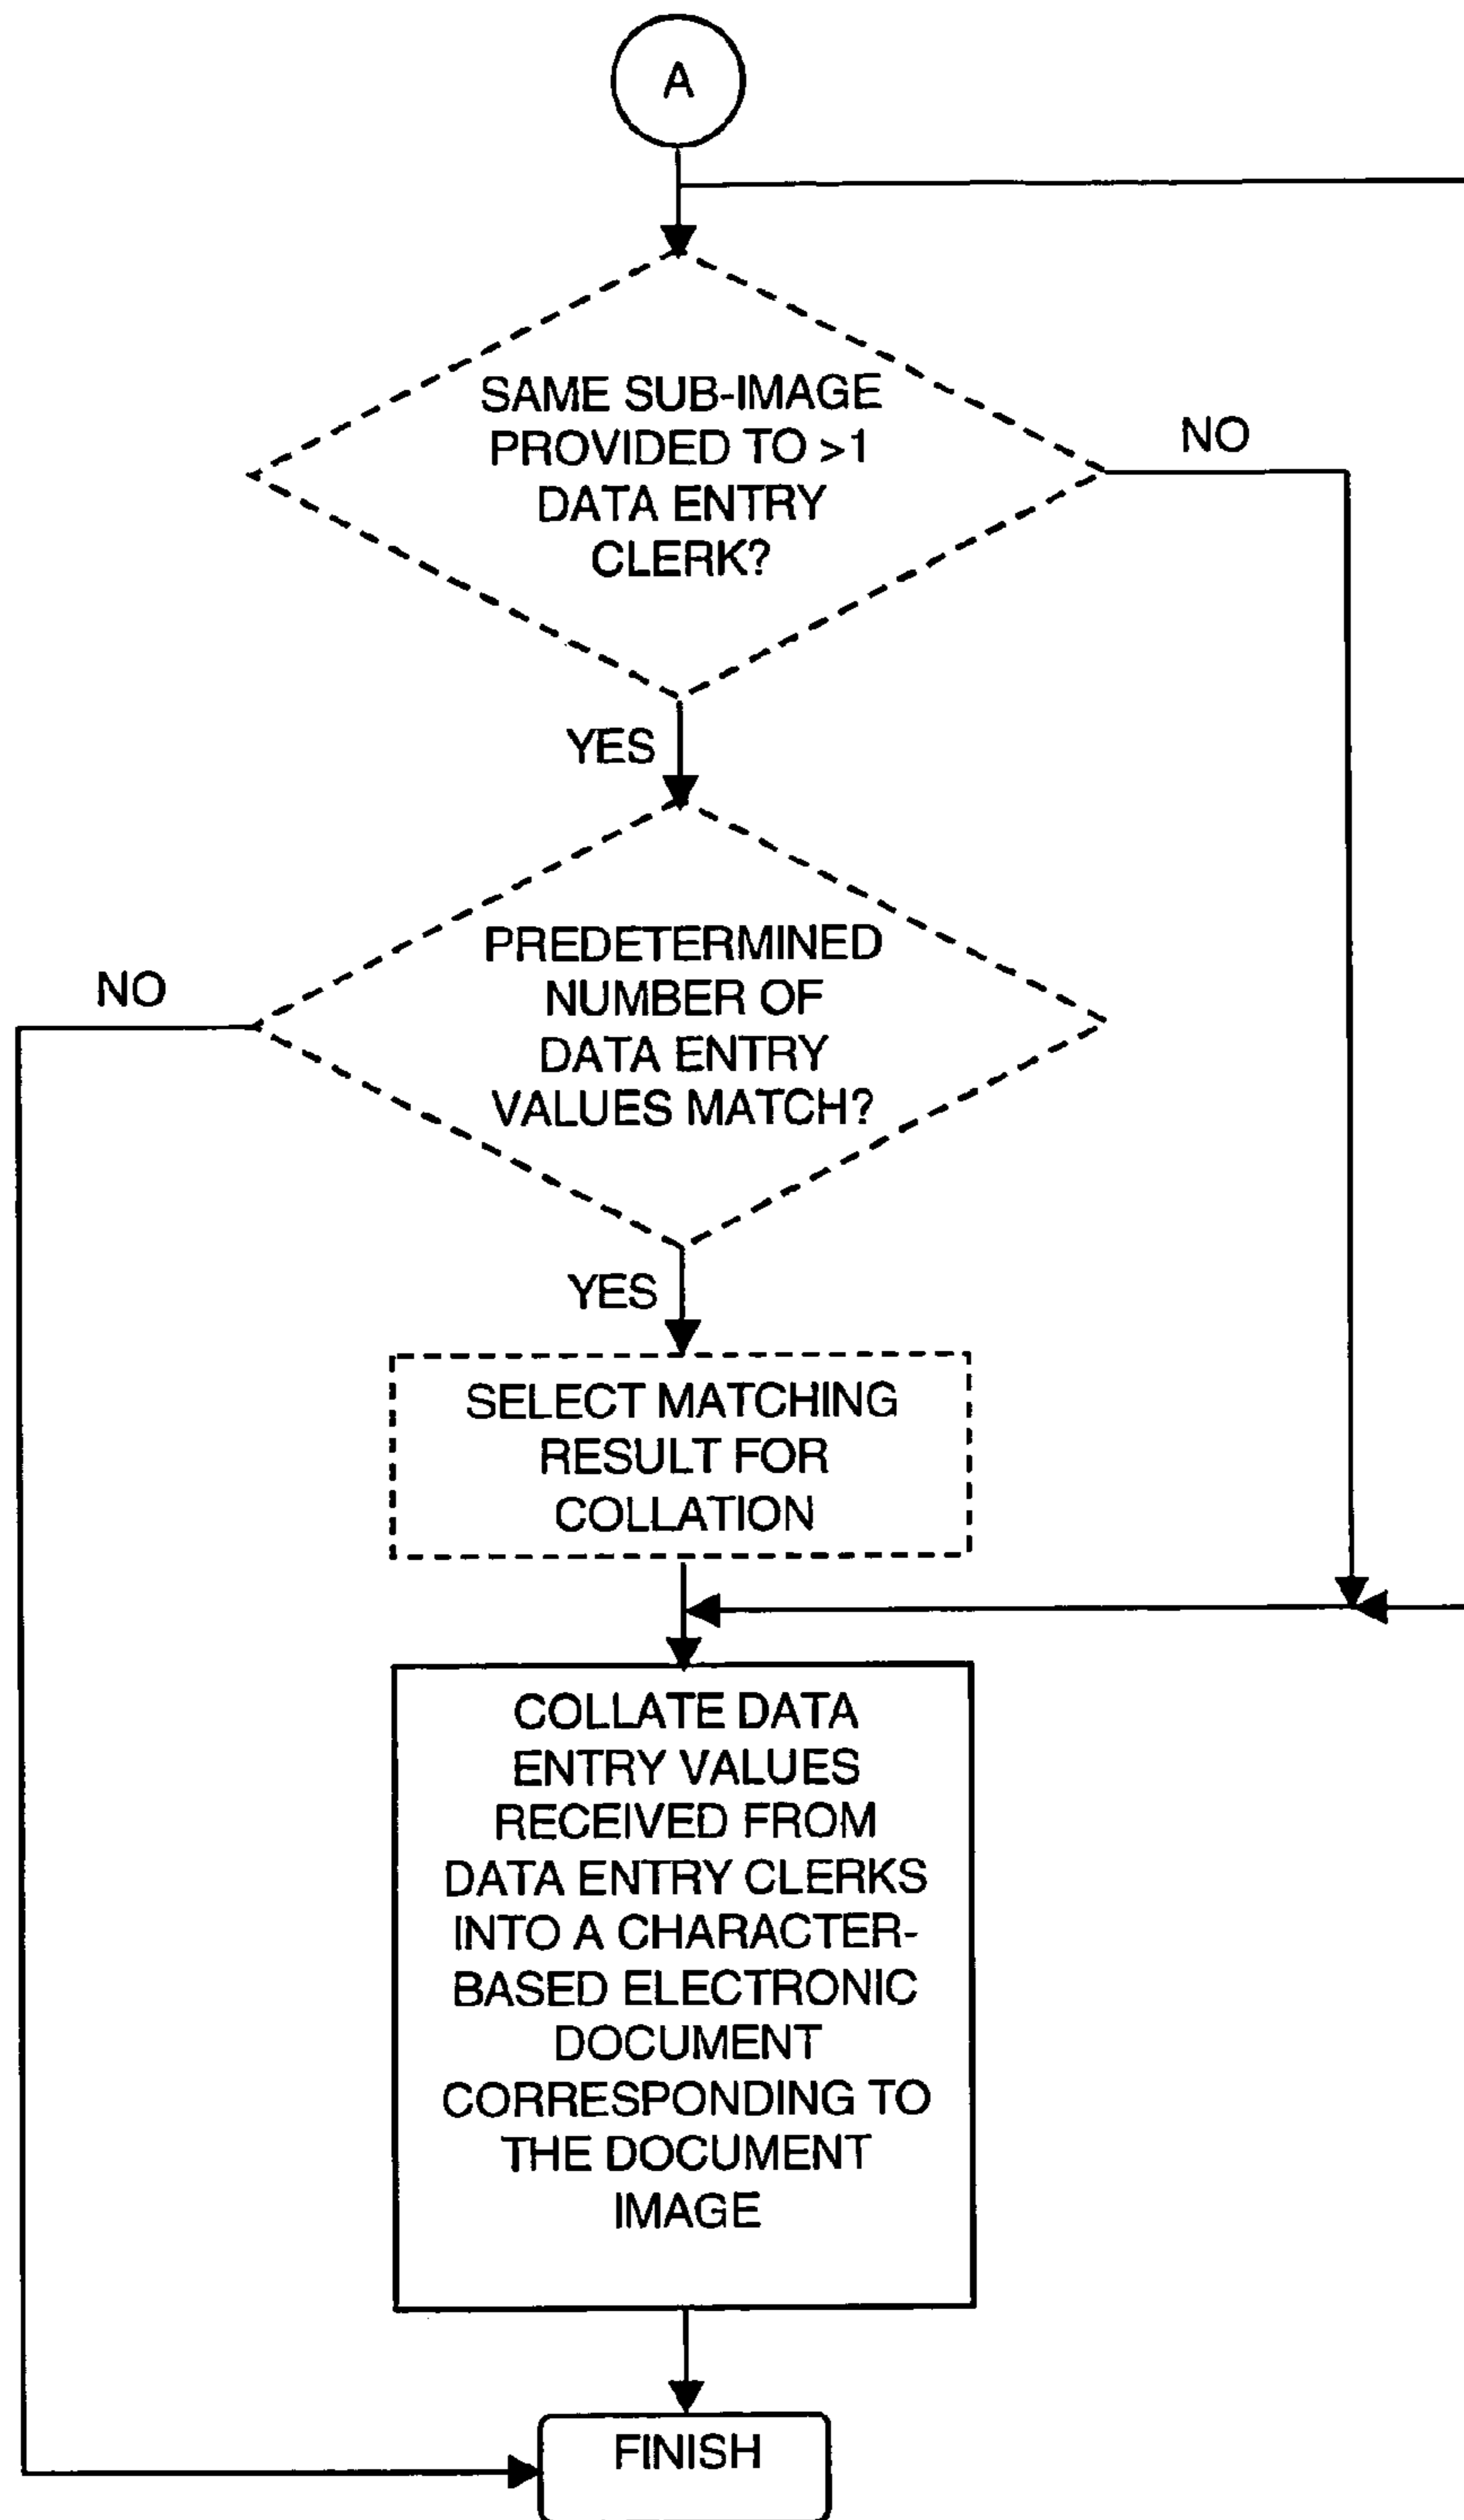 A
SAME SUB-IMAGE
PROVIDED TO >1
DATA ENTRY
CLERK?
NO
YES
PREDETERMINED
NUMBER OF
DATA ENTRY
VALUES MATCH?
NO
YES
SELECT MATCHING
RESULT FOR
COLLATION
COLLATE DATA
ENTRY VALUES
RECEIVED FROM
DATA ENTRY CLERKS
INTO A CHARACTER-
BASED ELECTRONIC
DOCUMENT
CORRESPONDING TO
THE DOCUMENT
IMAGE
FINISH